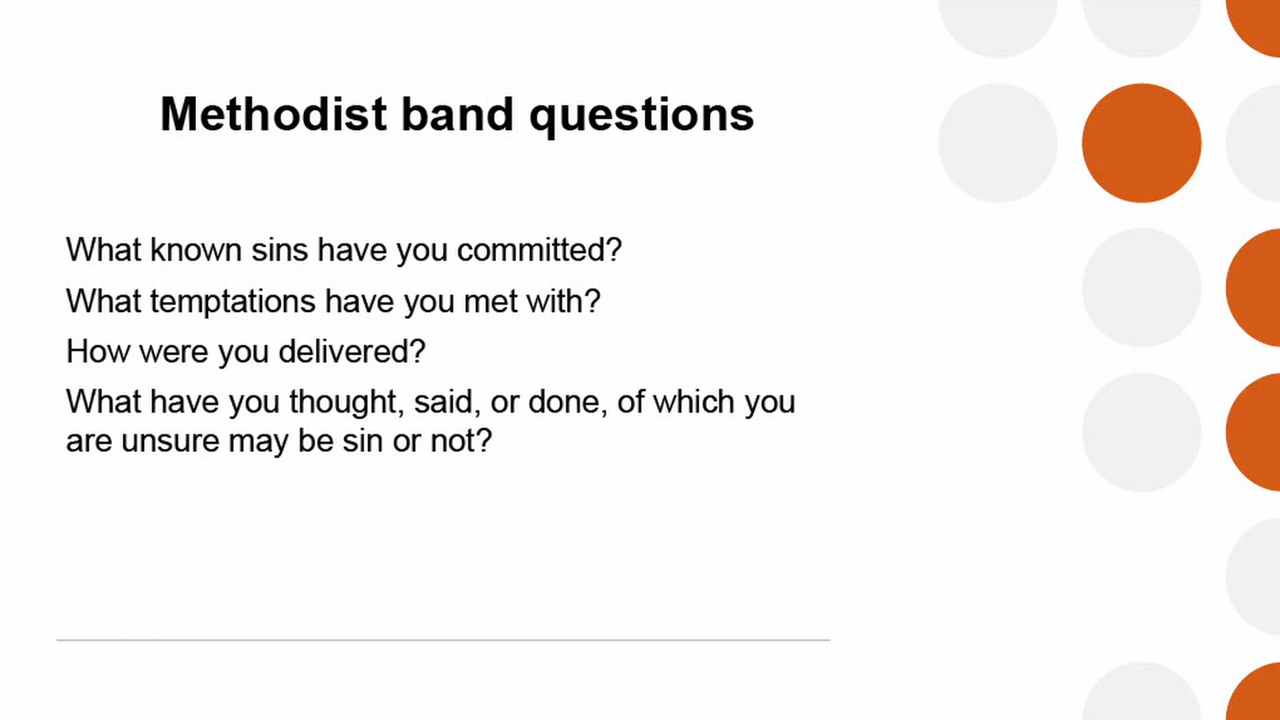 Methodist band questions
What known sins have you committed?
What temptations have you met with?
How were you delivered?
What have you thought, said, or done, of which you
are unsure may be sin or not?